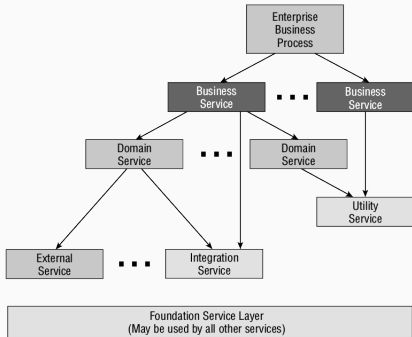 Enterprise
Business
Process
Business
Service
Business
Service
Domain
Service
Domain
Service
Utility
Service
External
Service
Integration
Service
Foundation Service Layer
(May be used by all other services)